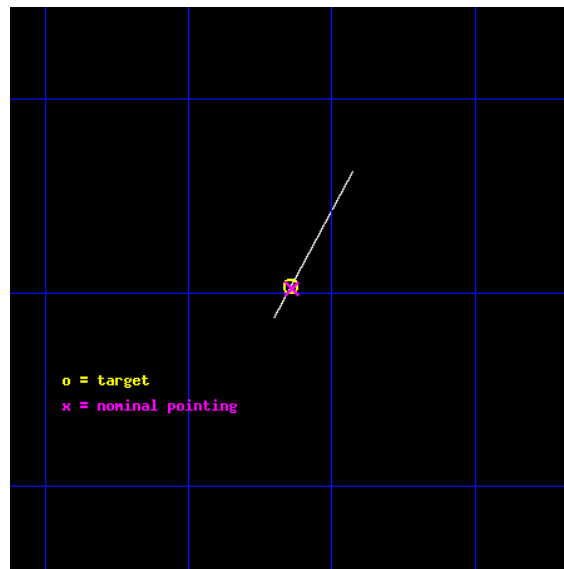 o = target
x = nominal pointing